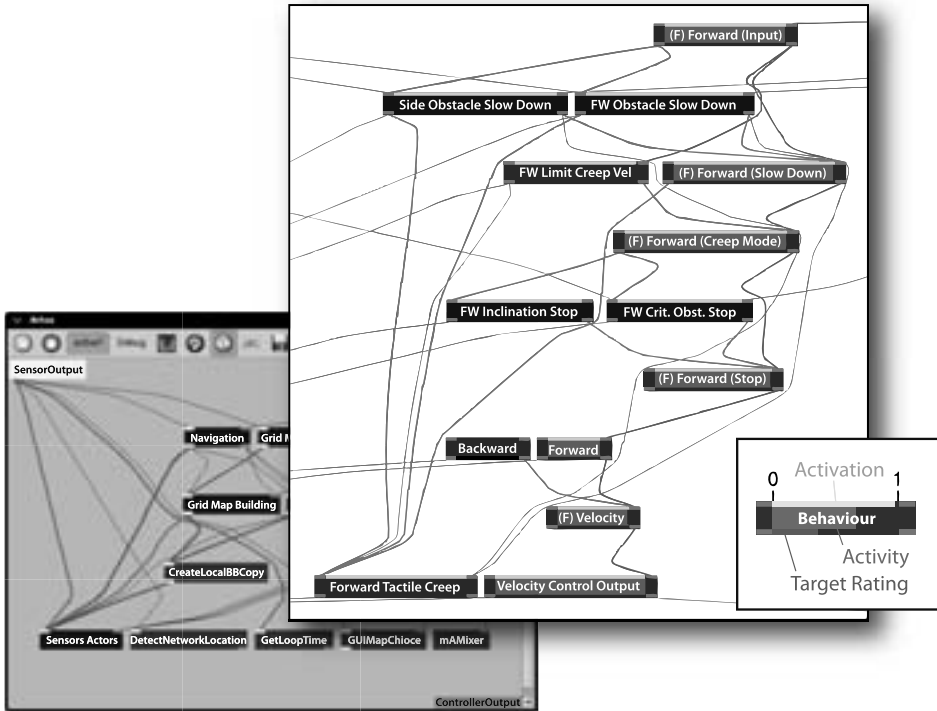 (F) Forward (Input)
Side Obstacle Slow Down
FW Obstacle Slow Down
FW Limit Creep Vel
(F) Forward (Slow Down)
(F) Forward (Creep Mode)
FW Inclination Stop
FW Crit. Obst. Stop
(F) Forward (Stop)
Backward
Forward
(F) Velocity
Forward Tactile Creep
Velocity Control Output
SensorOutput
Navigation
Grid M
Grid Map Building
CreateLocalBBCopy
Sensors Actors
DetectNetworkLocation
GetLoopTime
GUIMapChioce
mAMixer
ControllerOutput
Activation
0
1
Behaviour
Activity
Target Rating